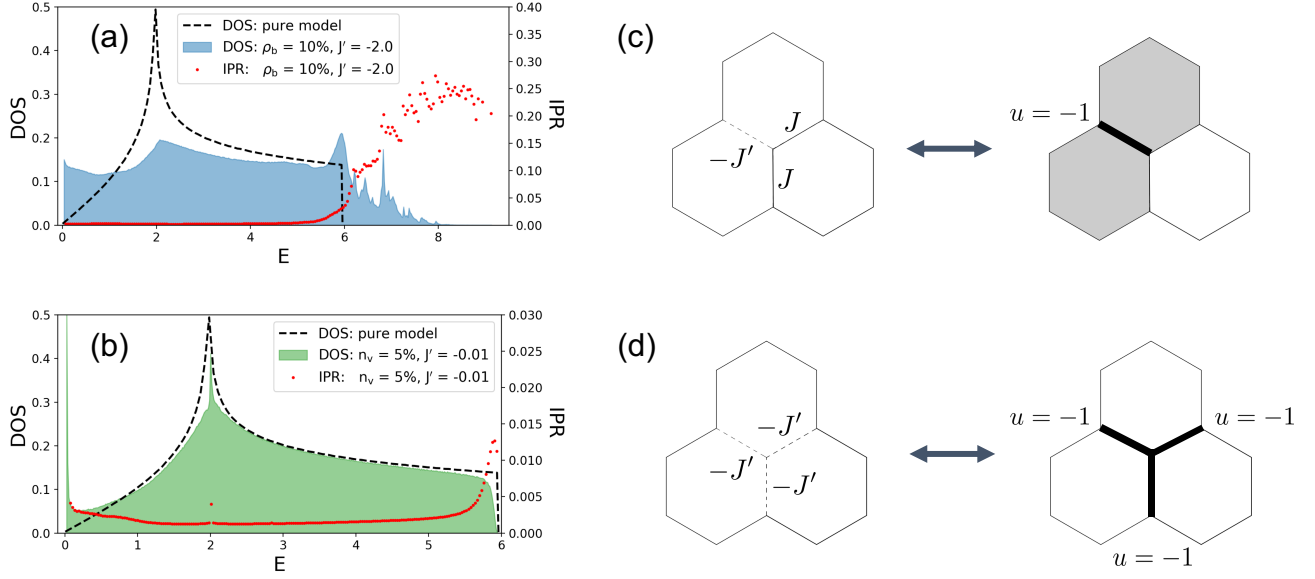 (a)
DOS: pure model
DOS: ρb = 10%, J' = -2.0
IPR: ρb = 10%, J' = -2.0
0.5
0.4
0.3
0.2
0.1
0.0
DOS
0.40
0.35
0.30
0.25
0.20
0.15
0.10
0.05
0.00
IPR
0 2 4 6 8
E
(b)
DOS: pure model
DOS: nv = 5%, J' = -0.01
IPR: nv = 5%, J' = -0.01
0.5
0.4
0.3
0.2
0.1
0.0
DOS
0.030
0.025
0.020
0.015
0.010
0.005
0.000
IPR
0 1 2 3 4 5 6
E
(c)
J
−J′
J
u = −1
(d)
−J′
−J′
−J′
u = −1
u = −1
u = −1